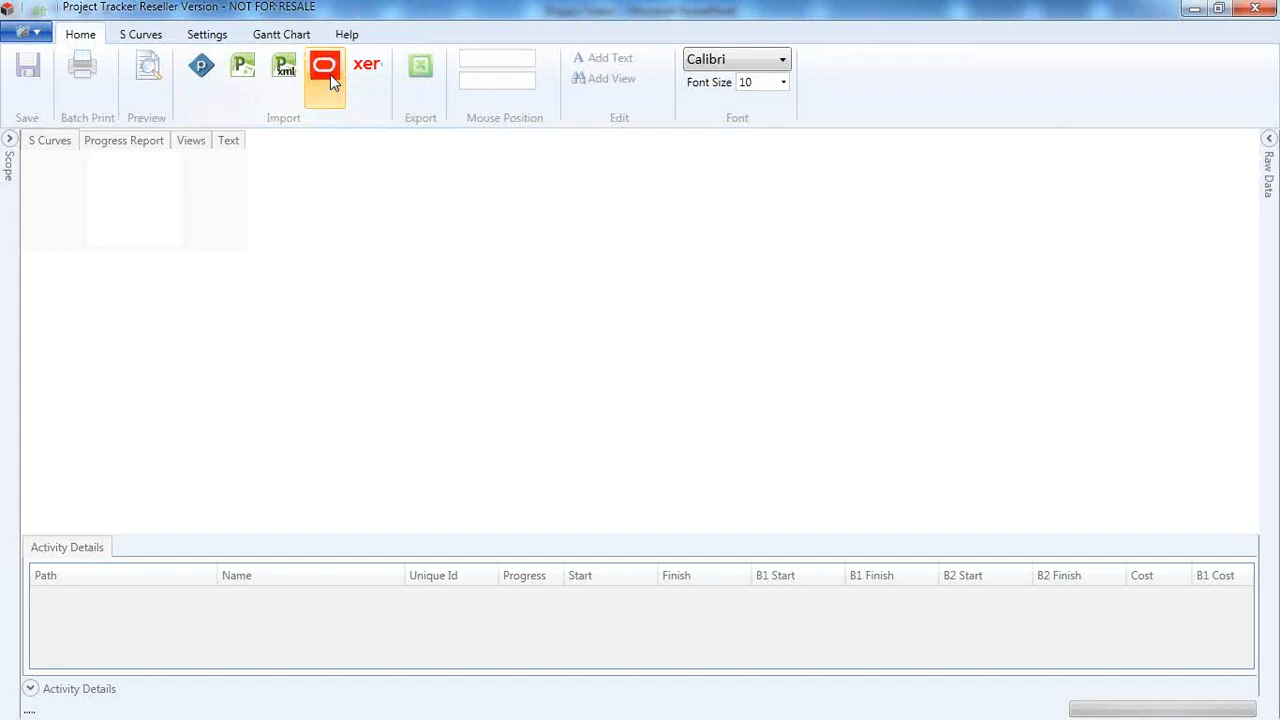 Project Tracker Reseller Version - NOT FOR RESALE
Home S Curves Settings Gantt Chart Help
P xml xer
Add Text
Add View
Calibri
Font Size 10
Save Batch Print Preview Import Export Mouse Position Edit Font
S Curves Progress Report Views Text
Scope
Raw Data
Activity Details
Path Name Unique Id Progress Start Finish B1 Start B1 Finish B2 Start B2 Finish Cost B1 Cost
Activity Details
.....